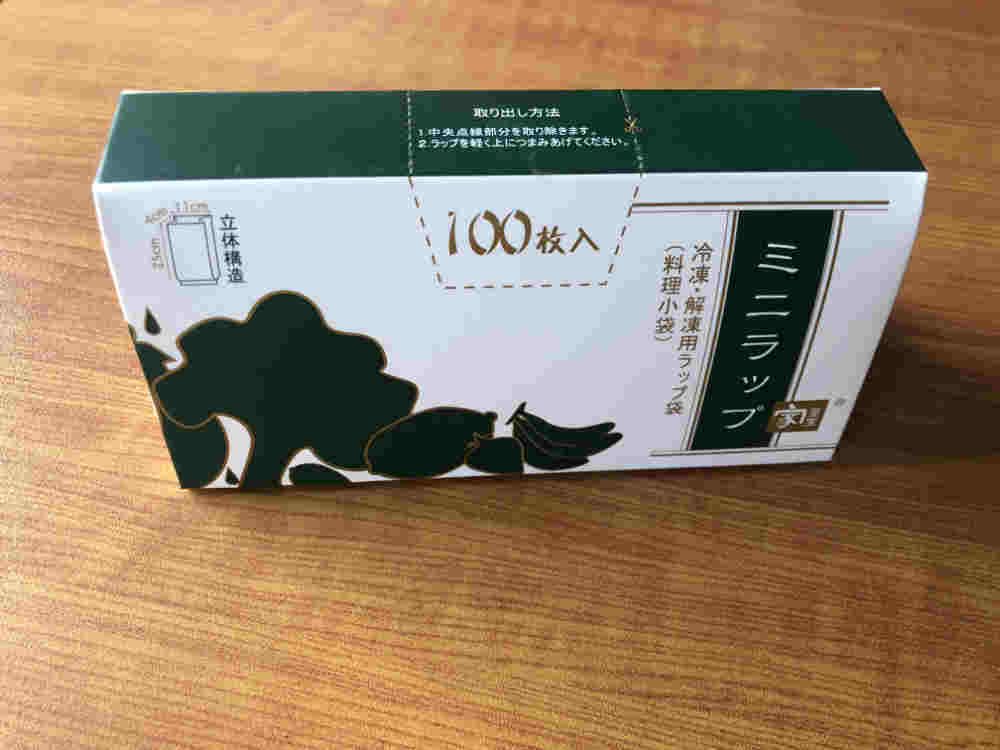 取り出し方法
1.中央点線部分を取り除きます。
2.ラップを軽く上につまみあげてください。
100枚入
11cm
4cm
25cm
立体構造
ミニラップ
冷凍・解凍用ラップ袋
(料理小袋)
家
®